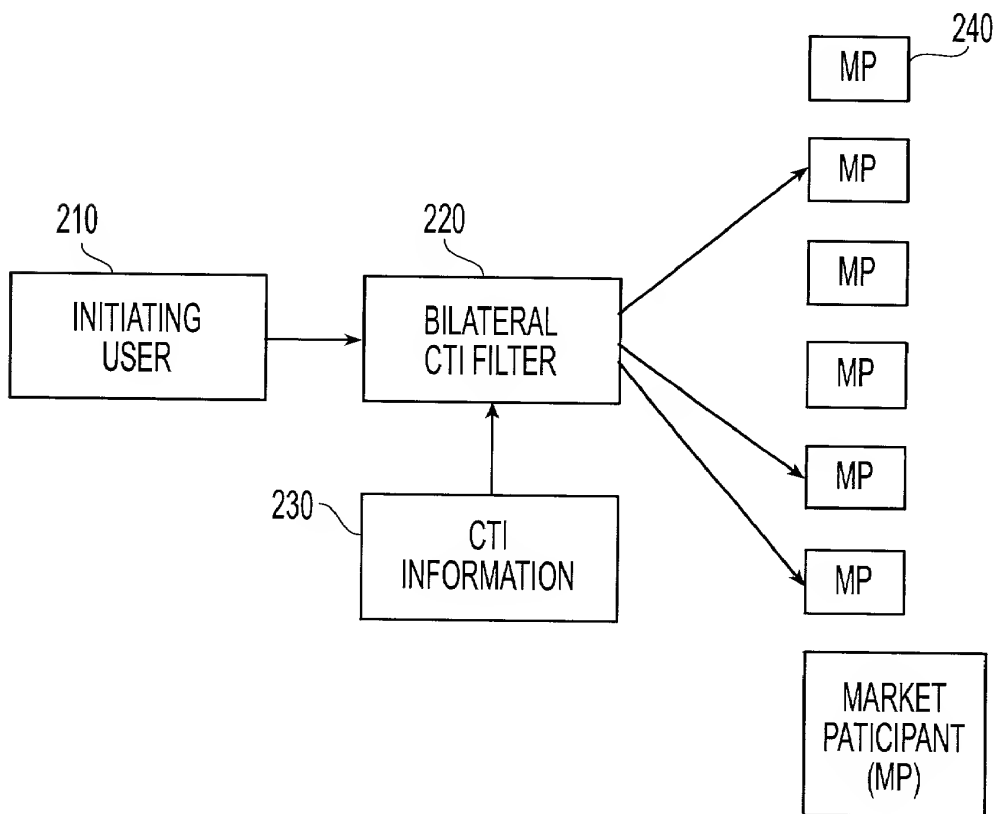 240
MP
MP
210
220
MP
INITIATING
USER
BILATERAL
CTI FILTER
MP
230
CTI
INFORMATION
MP
MP
MARKET
PATICIPANT
(MP)